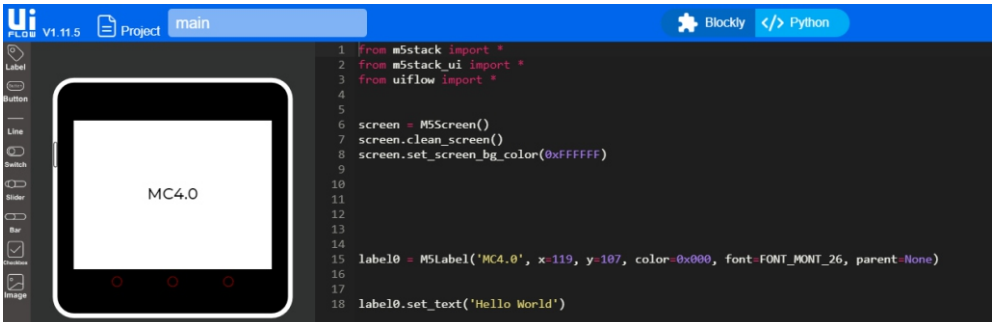 UiFLOW V1.11.5 Project main Blockly </> Python
Label
Button
Line
Switch
Slider
Bar
Checkbox
Image
MC4.0
1 from m5stack import *
2 from m5stack_ui import *
3 from uiflow import *
4
5
6 screen = M5Screen()
7 screen.clean_screen()
8 screen.set_screen_bg_color(0xFFFFFF)
9
10
11
12
13
14
15 label0 = M5Label('MC4.0', x=119, y=107, color=0x000, font=FONT_MONT_26, parent=None)
16
17
18 label0.set_text('Hello World')